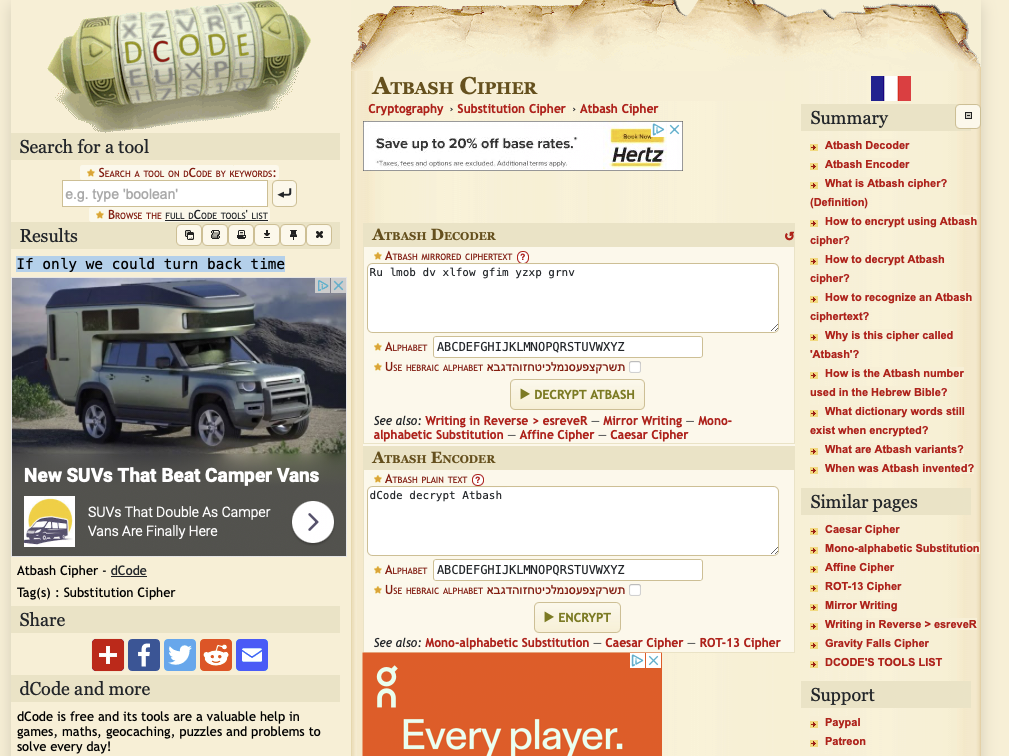 DCODE
Search for a tool
★ Search a tool on dCode by keywords:
e.g. type 'boolean'
★ Browse the full dCode tools' list
Results
If only we could turn back time
New SUVs That Beat Camper Vans
SUVs That Double As Camper
Vans Are Finally Here
Atbash Cipher - dCode
Tag(s) : Substitution Cipher
Share
dCode and more
dCode is free and its tools are a valuable help in
games, maths, geocaching, puzzles and problems to
solve every day!
Atbash Cipher
Cryptography › Substitution Cipher › Atbash Cipher
Save up to 20% off base rates.*
*Taxes, fees and options are excluded. Additional terms apply.
Book Now
Hertz
Atbash Decoder
★ Atbash mirrored ciphertext ?
Ru lmob dv xlfow gfim yzxp grnv
★ Alphabet ABCDEFGHIJKLMNOPQRSTUVWXYZ
★ Use hebraic alphabet תשרקצפעסנמלכיטחזוהדגבא
▶ DECRYPT ATBASH
See also: Writing in Reverse > esreveR — Mirror Writing — Mono-
alphabetic Substitution — Affine Cipher — Caesar Cipher
Atbash Encoder
★ Atbash plain text ?
dCode decrypt Atbash
★ Alphabet ABCDEFGHIJKLMNOPQRSTUVWXYZ
★ Use hebraic alphabet תשרקצפעסנמלכיטחזוהדגבא
▶ ENCRYPT
See also: Mono-alphabetic Substitution — Caesar Cipher — ROT-13 Cipher
Every player.
Summary
Atbash Decoder
Atbash Encoder
What is Atbash cipher?
(Definition)
How to encrypt using Atbash
cipher?
How to decrypt Atbash
cipher?
How to recognize an Atbash
ciphertext?
Why is this cipher called
'Atbash'?
How is the Atbash number
used in the Hebrew Bible?
What dictionary words still
exist when encrypted?
What are Atbash variants?
When was Atbash invented?
Similar pages
Caesar Cipher
Mono-alphabetic Substitution
Affine Cipher
ROT-13 Cipher
Mirror Writing
Writing in Reverse > esreveR
Gravity Falls Cipher
DCODE'S TOOLS LIST
Support
Paypal
Patreon